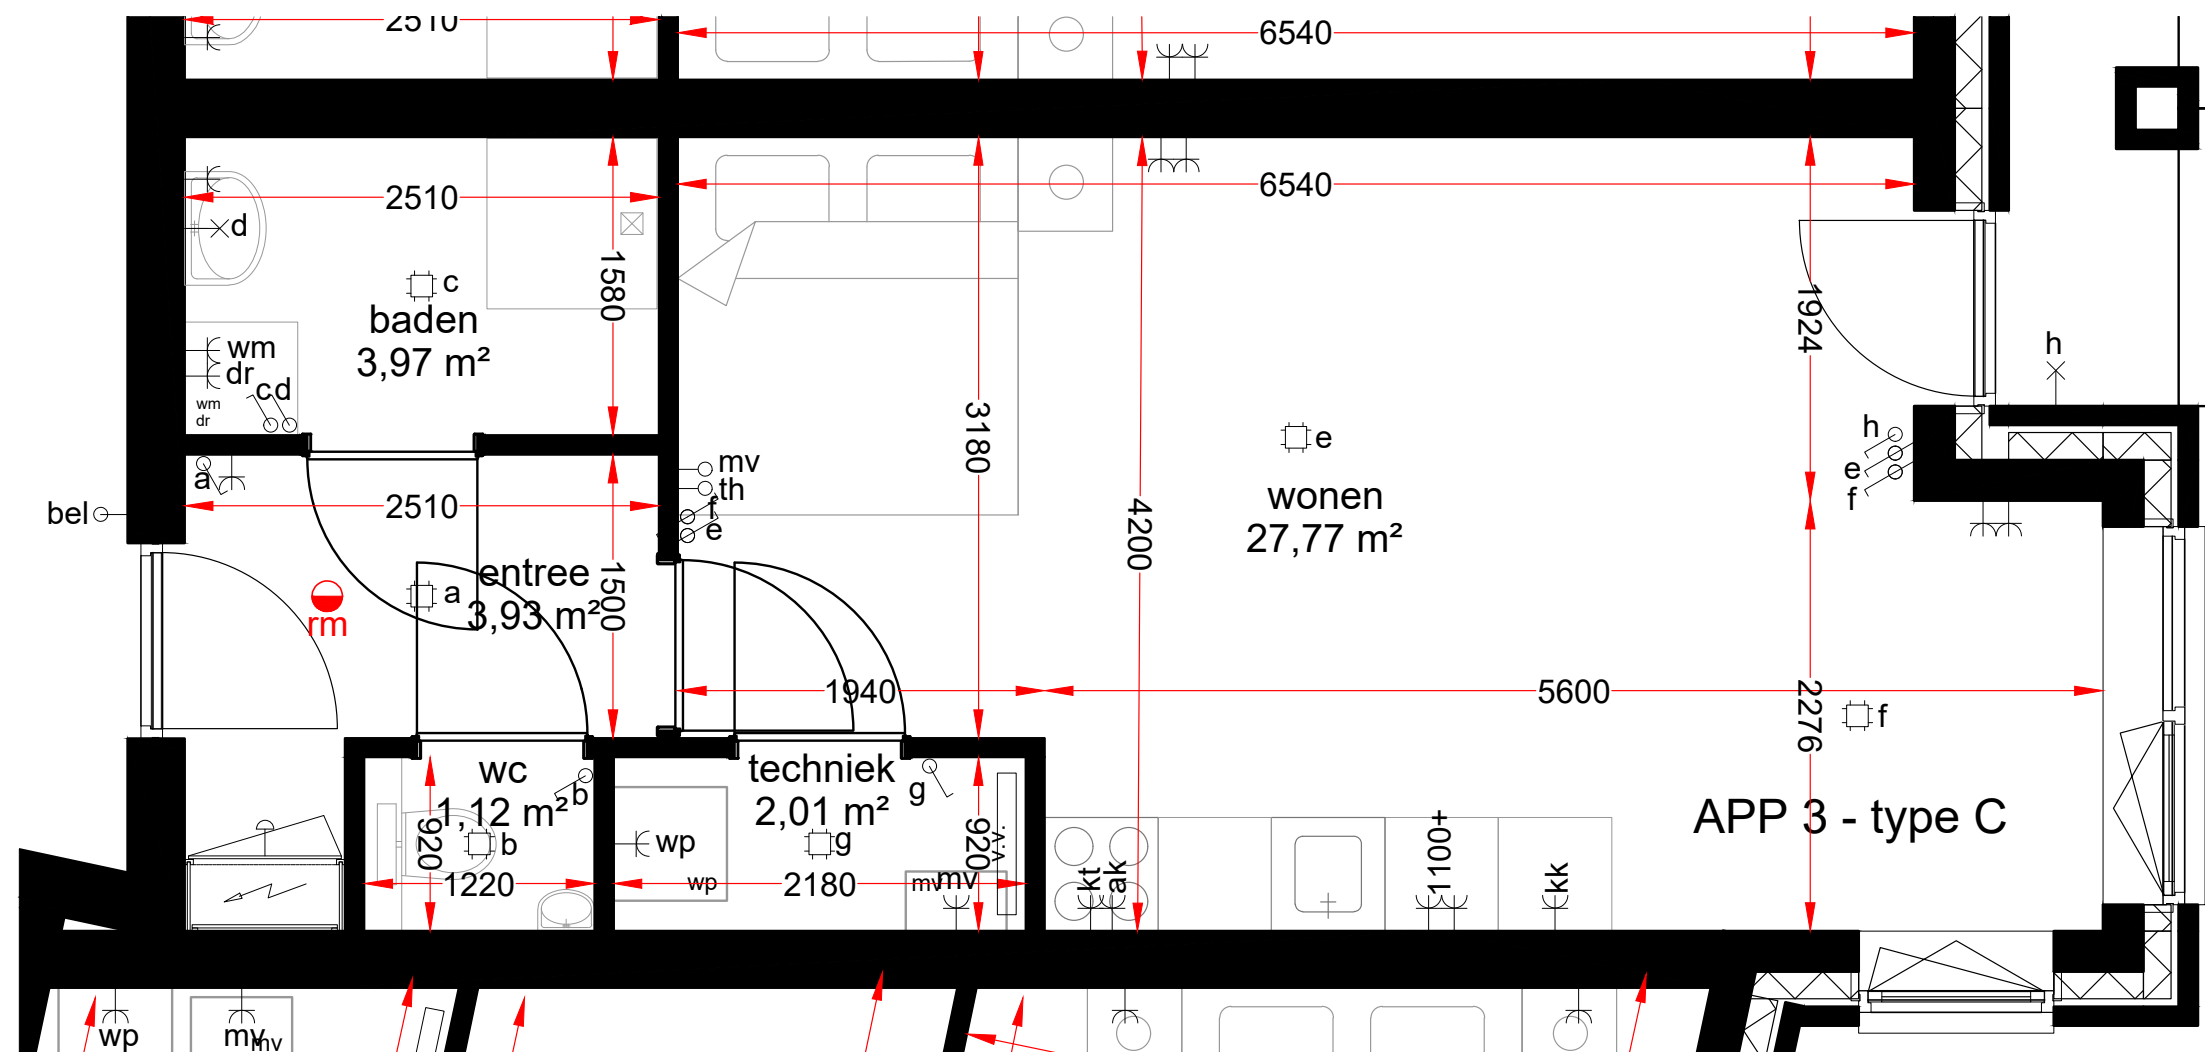 2510
6540
2510
6540
d
c
1580
baden
3,97 m²
1924
wm
dr
cd
wm
dr
h
h
3180
e
e
f
a
mv
th
f
e
wonen
27,77 m²
bel
2510
4200
entree
3,93 m²
a
1500
rm
1940
5600
2276
f
wc
1,12 m²
b
b
920
1220
techniek
2,01 m²
g
g
wp
wp
2180
920
v.v.
mv
mv
kt
ak
1100+
kk
APP 3 - type C
wp
mv
mv